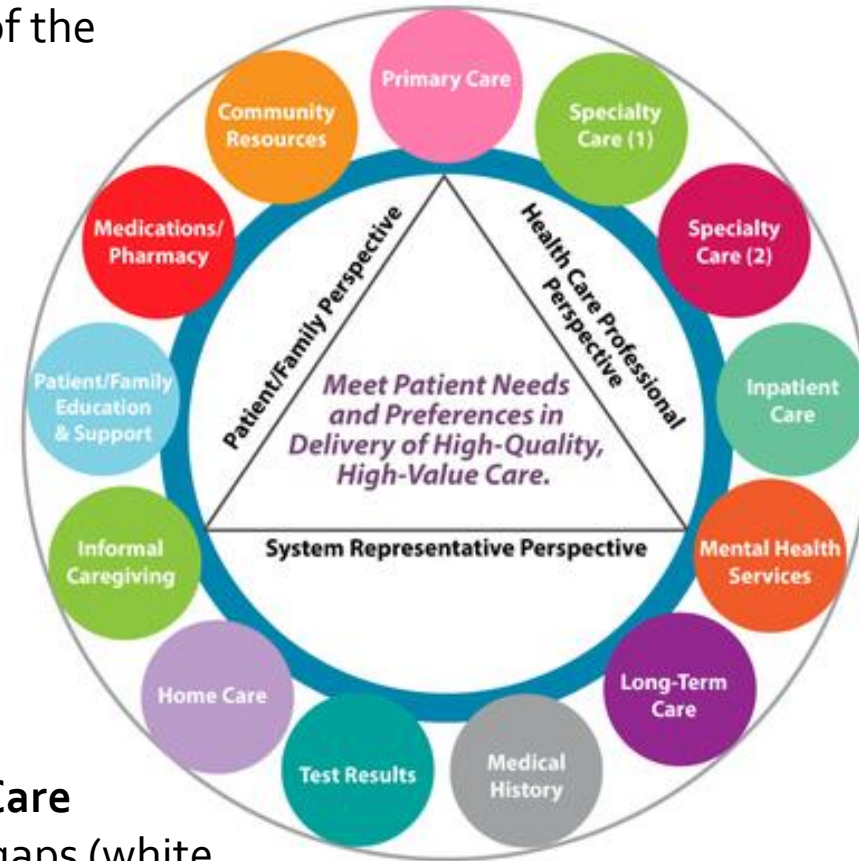 of the
Primary Care
Community
Resources
Specialty
Care (1)
Medications/
Pharmacy
Specialty
Care (2)
Patient/Family Perspective
Health Care Professional
Perspective
Patient/Family
Education
& Support
Meet Patient Needs
and Preferences in
Delivery of High-Quality,
High-Value Care.
Inpatient
Care
Informal
Caregiving
System Representative Perspective
Mental Health
Services
Home Care
Long-Term
Care
Test Results
Medical
History
Care
gaps (white